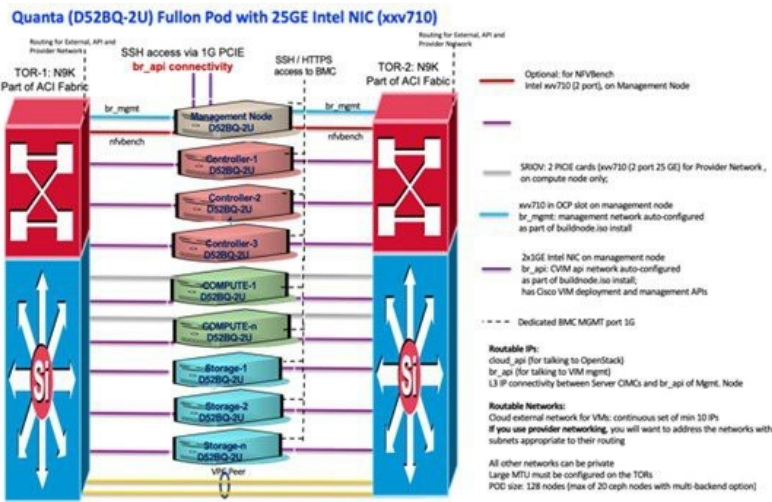 Quanta (D52BQ-2U) Fullon Pod with 25GE Intel NIC (xxv710)
Routing for External, API and
Provider Networks
TOR-1: N9K
Part of ACI Fabric
SSH access via 1G PCIE
br_api connectivity
SSH / HTTPS
access to BMC
Routing for External, API and
Provider Networks
TOR-2: N9K
Part of ACI Fabic
br_mgmt
br_mgmt
Management Node
D52BQ-2U
nfvbench
nfvbench
Controller-1
D52BQ-2U
Controller-2
D52BQ-2U
Controller-3
D52BQ-2U
COMPUTE-1
D52BQ-2U
COMPUTE-n
D52BQ-2U
Storage-1
D52BQ-2U
Storage-2
D52BQ-2U
Storage-n
D52BQ-2U
VPC Peer
Si
Si
Optional: for NFVBench
Intel xvv710 (2 port), on Management Node
SRIOV: 2 PICIE cards (xvv710 (2 port 25 GE) for Provider Network ,
on compute node only;
xvv710 in OCP slot on management node
br_mgmt: management network auto-configured
as part of buildnode.iso install
2x1GE Intel NIC on management node
br_api: CVIM api network auto-configured
as part of buildnode.iso install;
has Cisco VIM deployment and management APIs
Dedicated BMC MGMT port 1G
Routable IPs:
cloud_api (for talking to OpenStack)
br_api (for talking to VIM mgmt)
L3 IP connectivity between Server CIMCs and br_api of Mgmt. Node
Routable Networks:
Cloud external network for VMs: continuous set of min 10 IPs
If you use provider networking, you will want to address the networks with
subnets appropriate to their routing
All other networks can be private
Large MTU must be configured on the TORs
POD size: 128 nodes (max of 20 ceph nodes with multi-backend option)